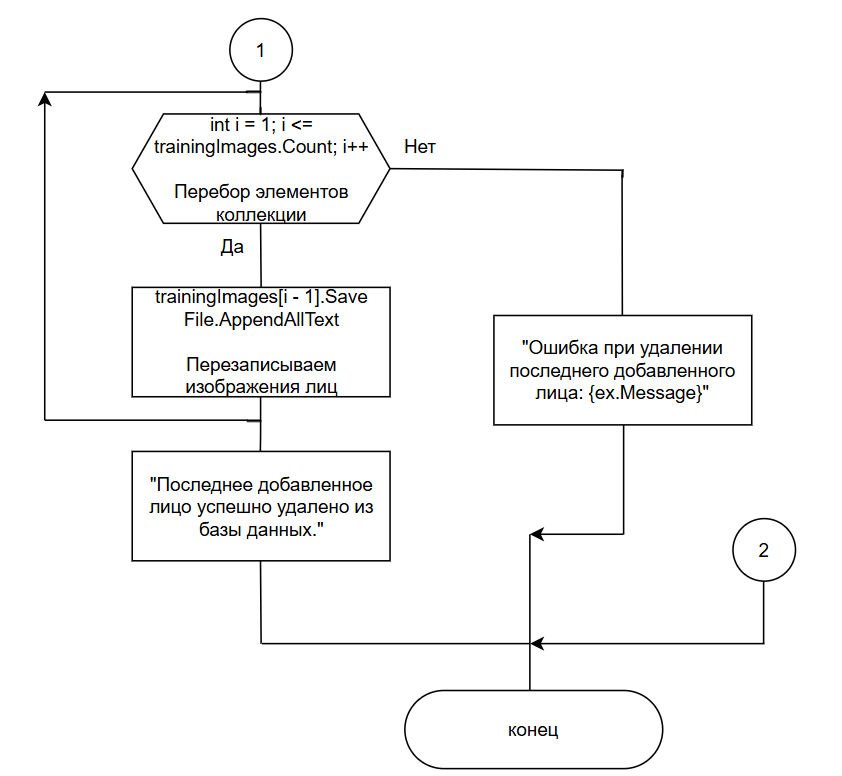 1
int i = 1; i <=
trainingImages.Count; i++
Перебор элементов
коллекции
Нет
Да
trainingImages[i - 1].Save
File.AppendAllText
Перезаписываем
изображения лиц
"Ошибка при удалении
последнего добавленного
лица: {ex.Message}"
"Последнее добавленное
лицо успешно удалено из
базы данных."
2
конец